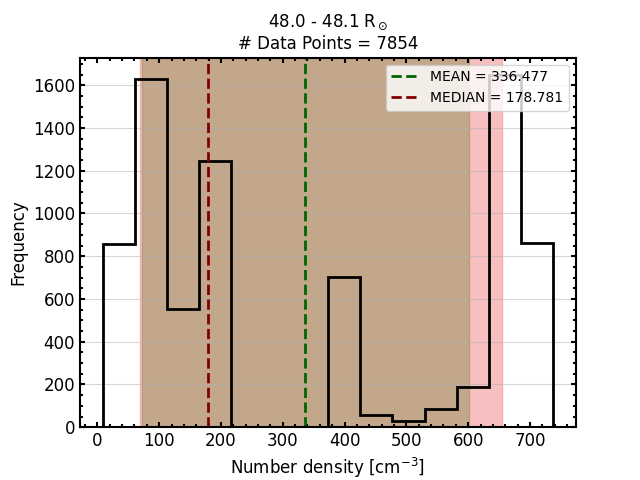 48.0 - 48.1 R⊙
# Data Points = 7854
MEAN = 336.477
MEDIAN = 178.781
Frequency
1600
1400
1200
1000
800
600
400
200
0
0 100 200 300 400 500 600 700
Number density [cm⁻³]